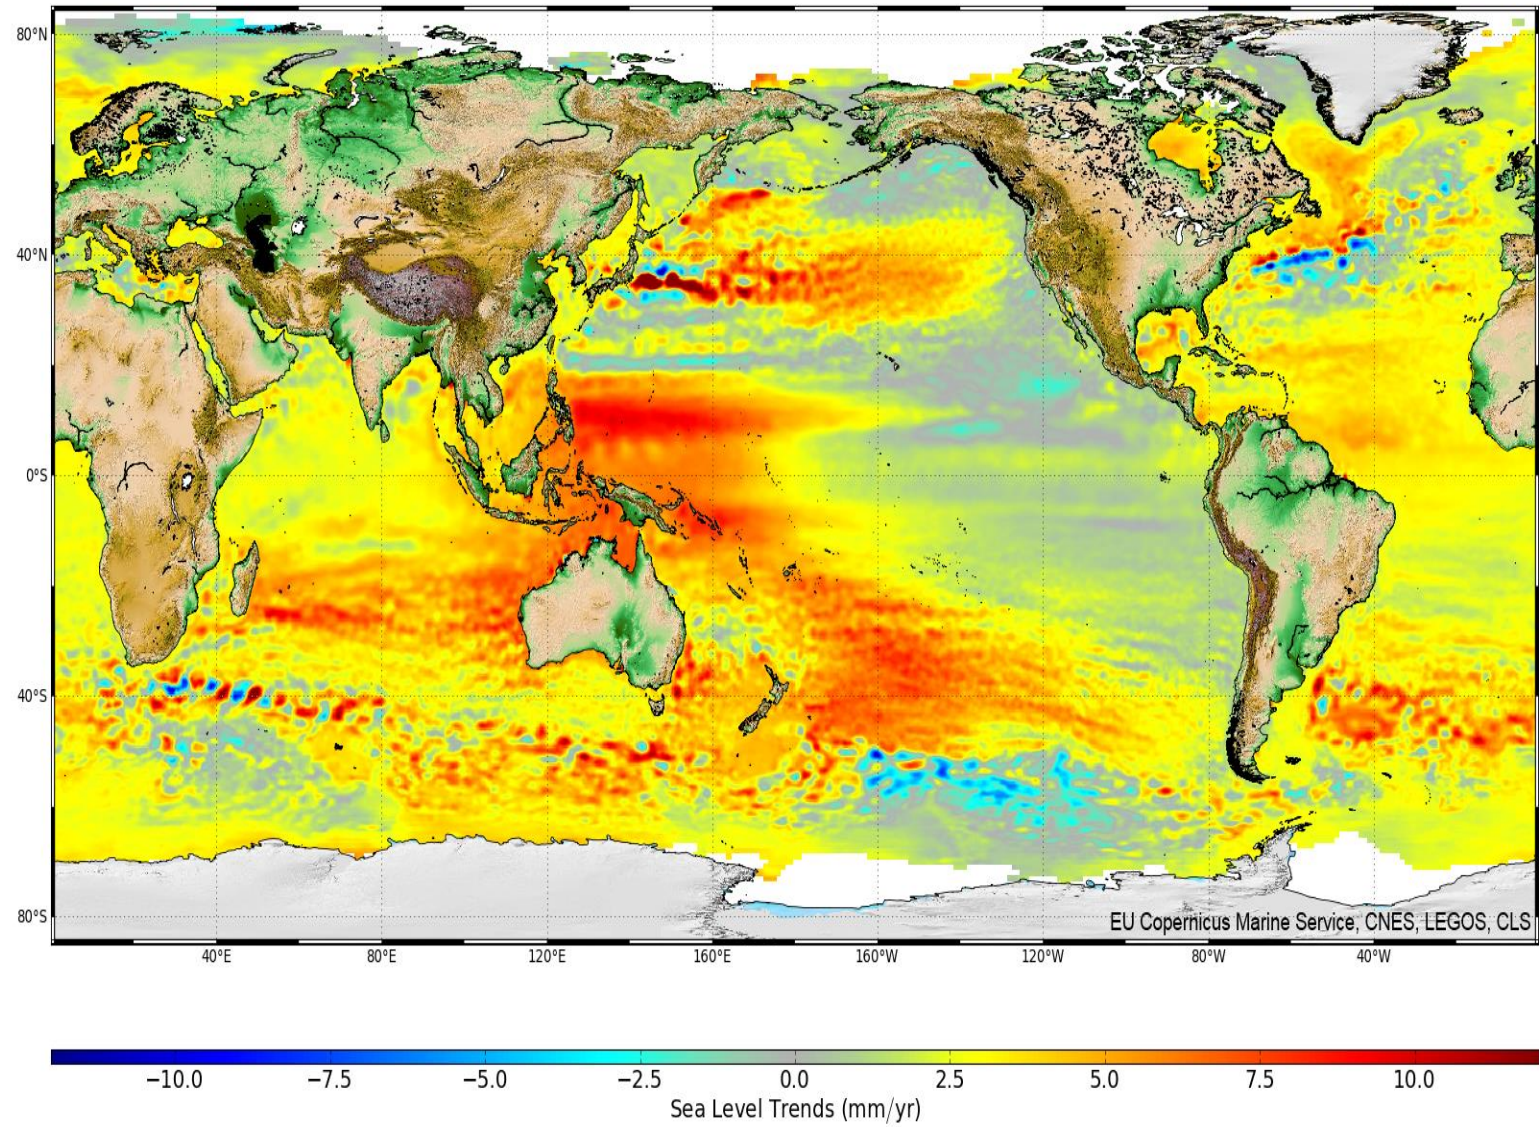 80°N
40°N
0°S
40°S
80°S
EU Copernicus Marine Service, CNES, LEGOS, CLS
40°E 80°E 120°E 160°E 160°W 120°W 80°W 40°W
−10.0 −7.5 −5.0 −2.5 0.0 2.5 5.0 7.5 10.0
Sea Level Trends (mm/yr)